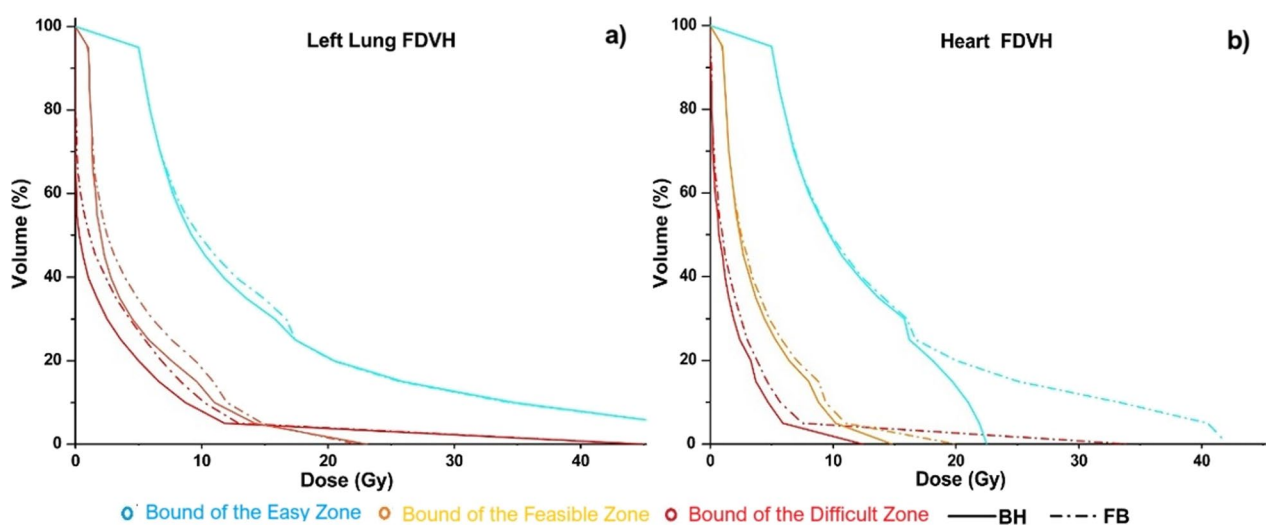 Left Lung FDVH
a)
Volume (%)
100
80
60
40
20
0
0 10 20 30 40
Dose (Gy)
Heart FDVH
b)
Volume (%)
100
80
60
40
20
0
0 10 20 30 40
Dose (Gy)
Bound of the Easy Zone Bound of the Feasible Zone Bound of the Difficult Zone BH FB